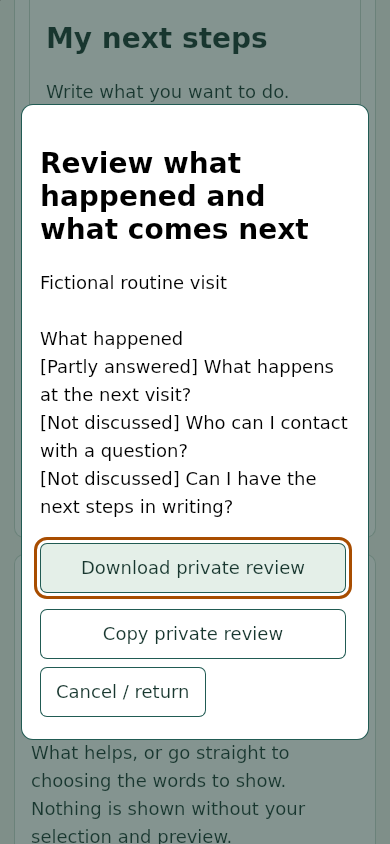 My next steps
Write what you want to do.
Review what
happened and
what comes next
Fictional routine visit
What happened
[Partly answered] What happens
at the next visit?
[Not discussed] Who can I contact
with a question?
[Not discussed] Can I have the
next steps in writing?
Download private review
Copy private review
Cancel / return
What helps, or go straight to
choosing the words to show.
Nothing is shown without your
selection and preview.